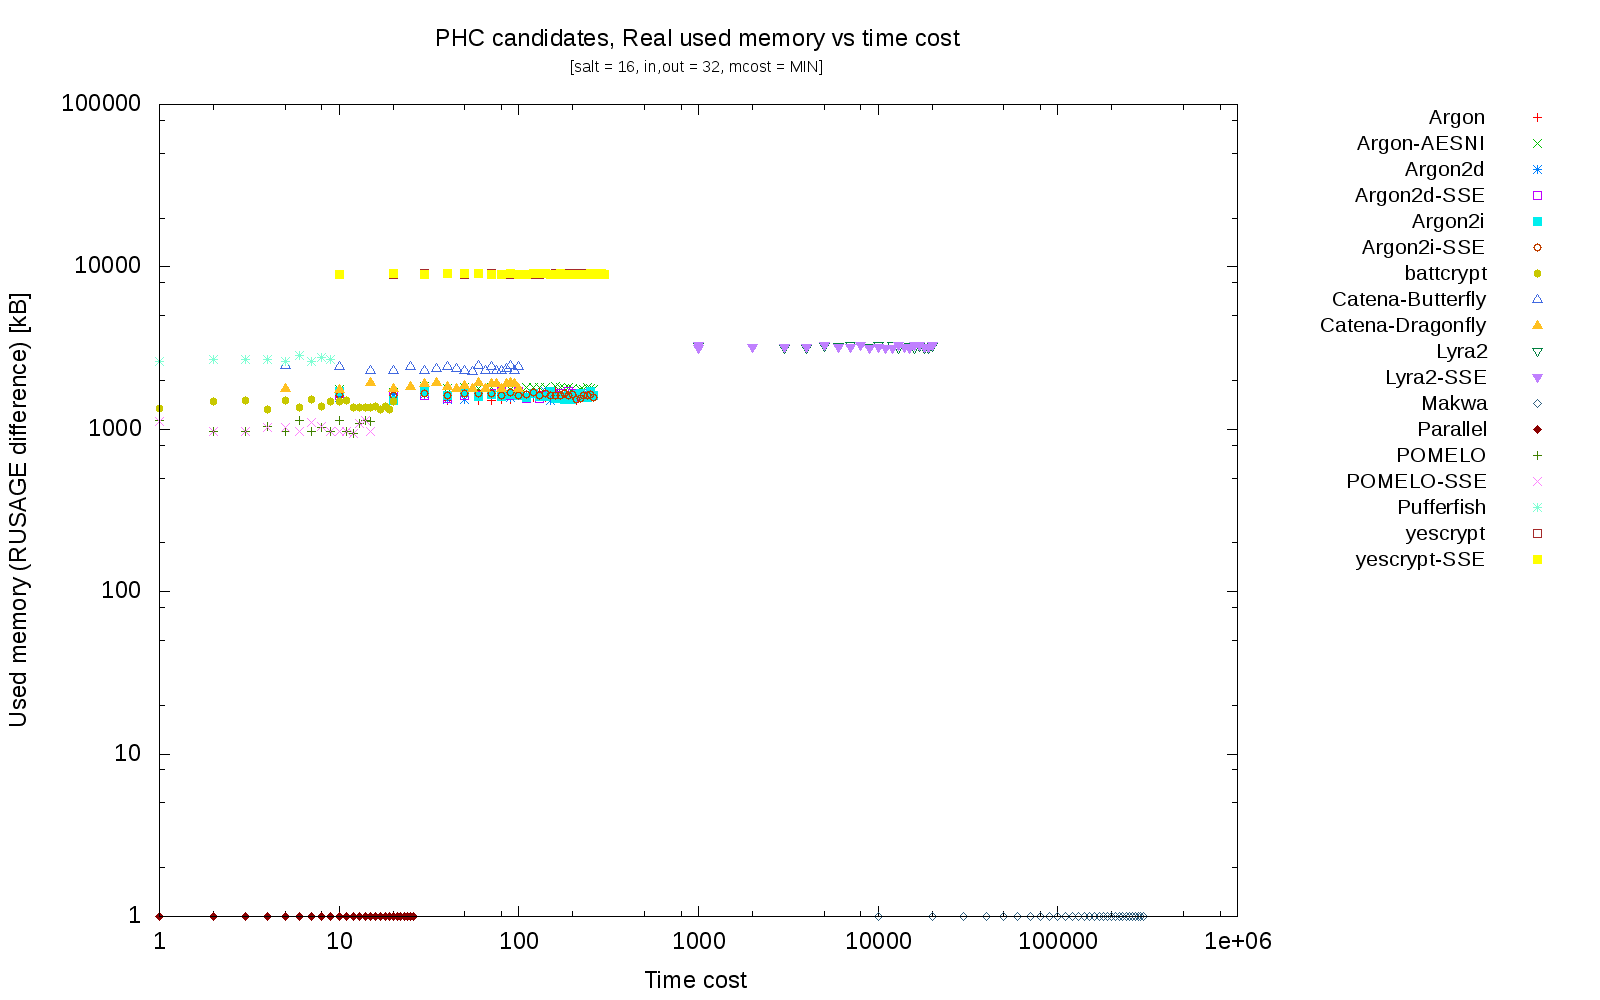 PHC candidates, Real used memory vs time cost
[salt = 16, in,out = 32, mcost = MIN]
Used memory (RUSAGE difference) [kB]
100000
10000
1000
100
10
1
1 10 100 1000 10000 100000 1e+06
Time cost
Argon
Argon-AESNI
Argon2d
Argon2d-SSE
Argon2i
Argon2i-SSE
battcrypt
Catena-Butterfly
Catena-Dragonfly
Lyra2
Lyra2-SSE
Makwa
Parallel
POMELO
POMELO-SSE
Pufferfish
yescrypt
yescrypt-SSE